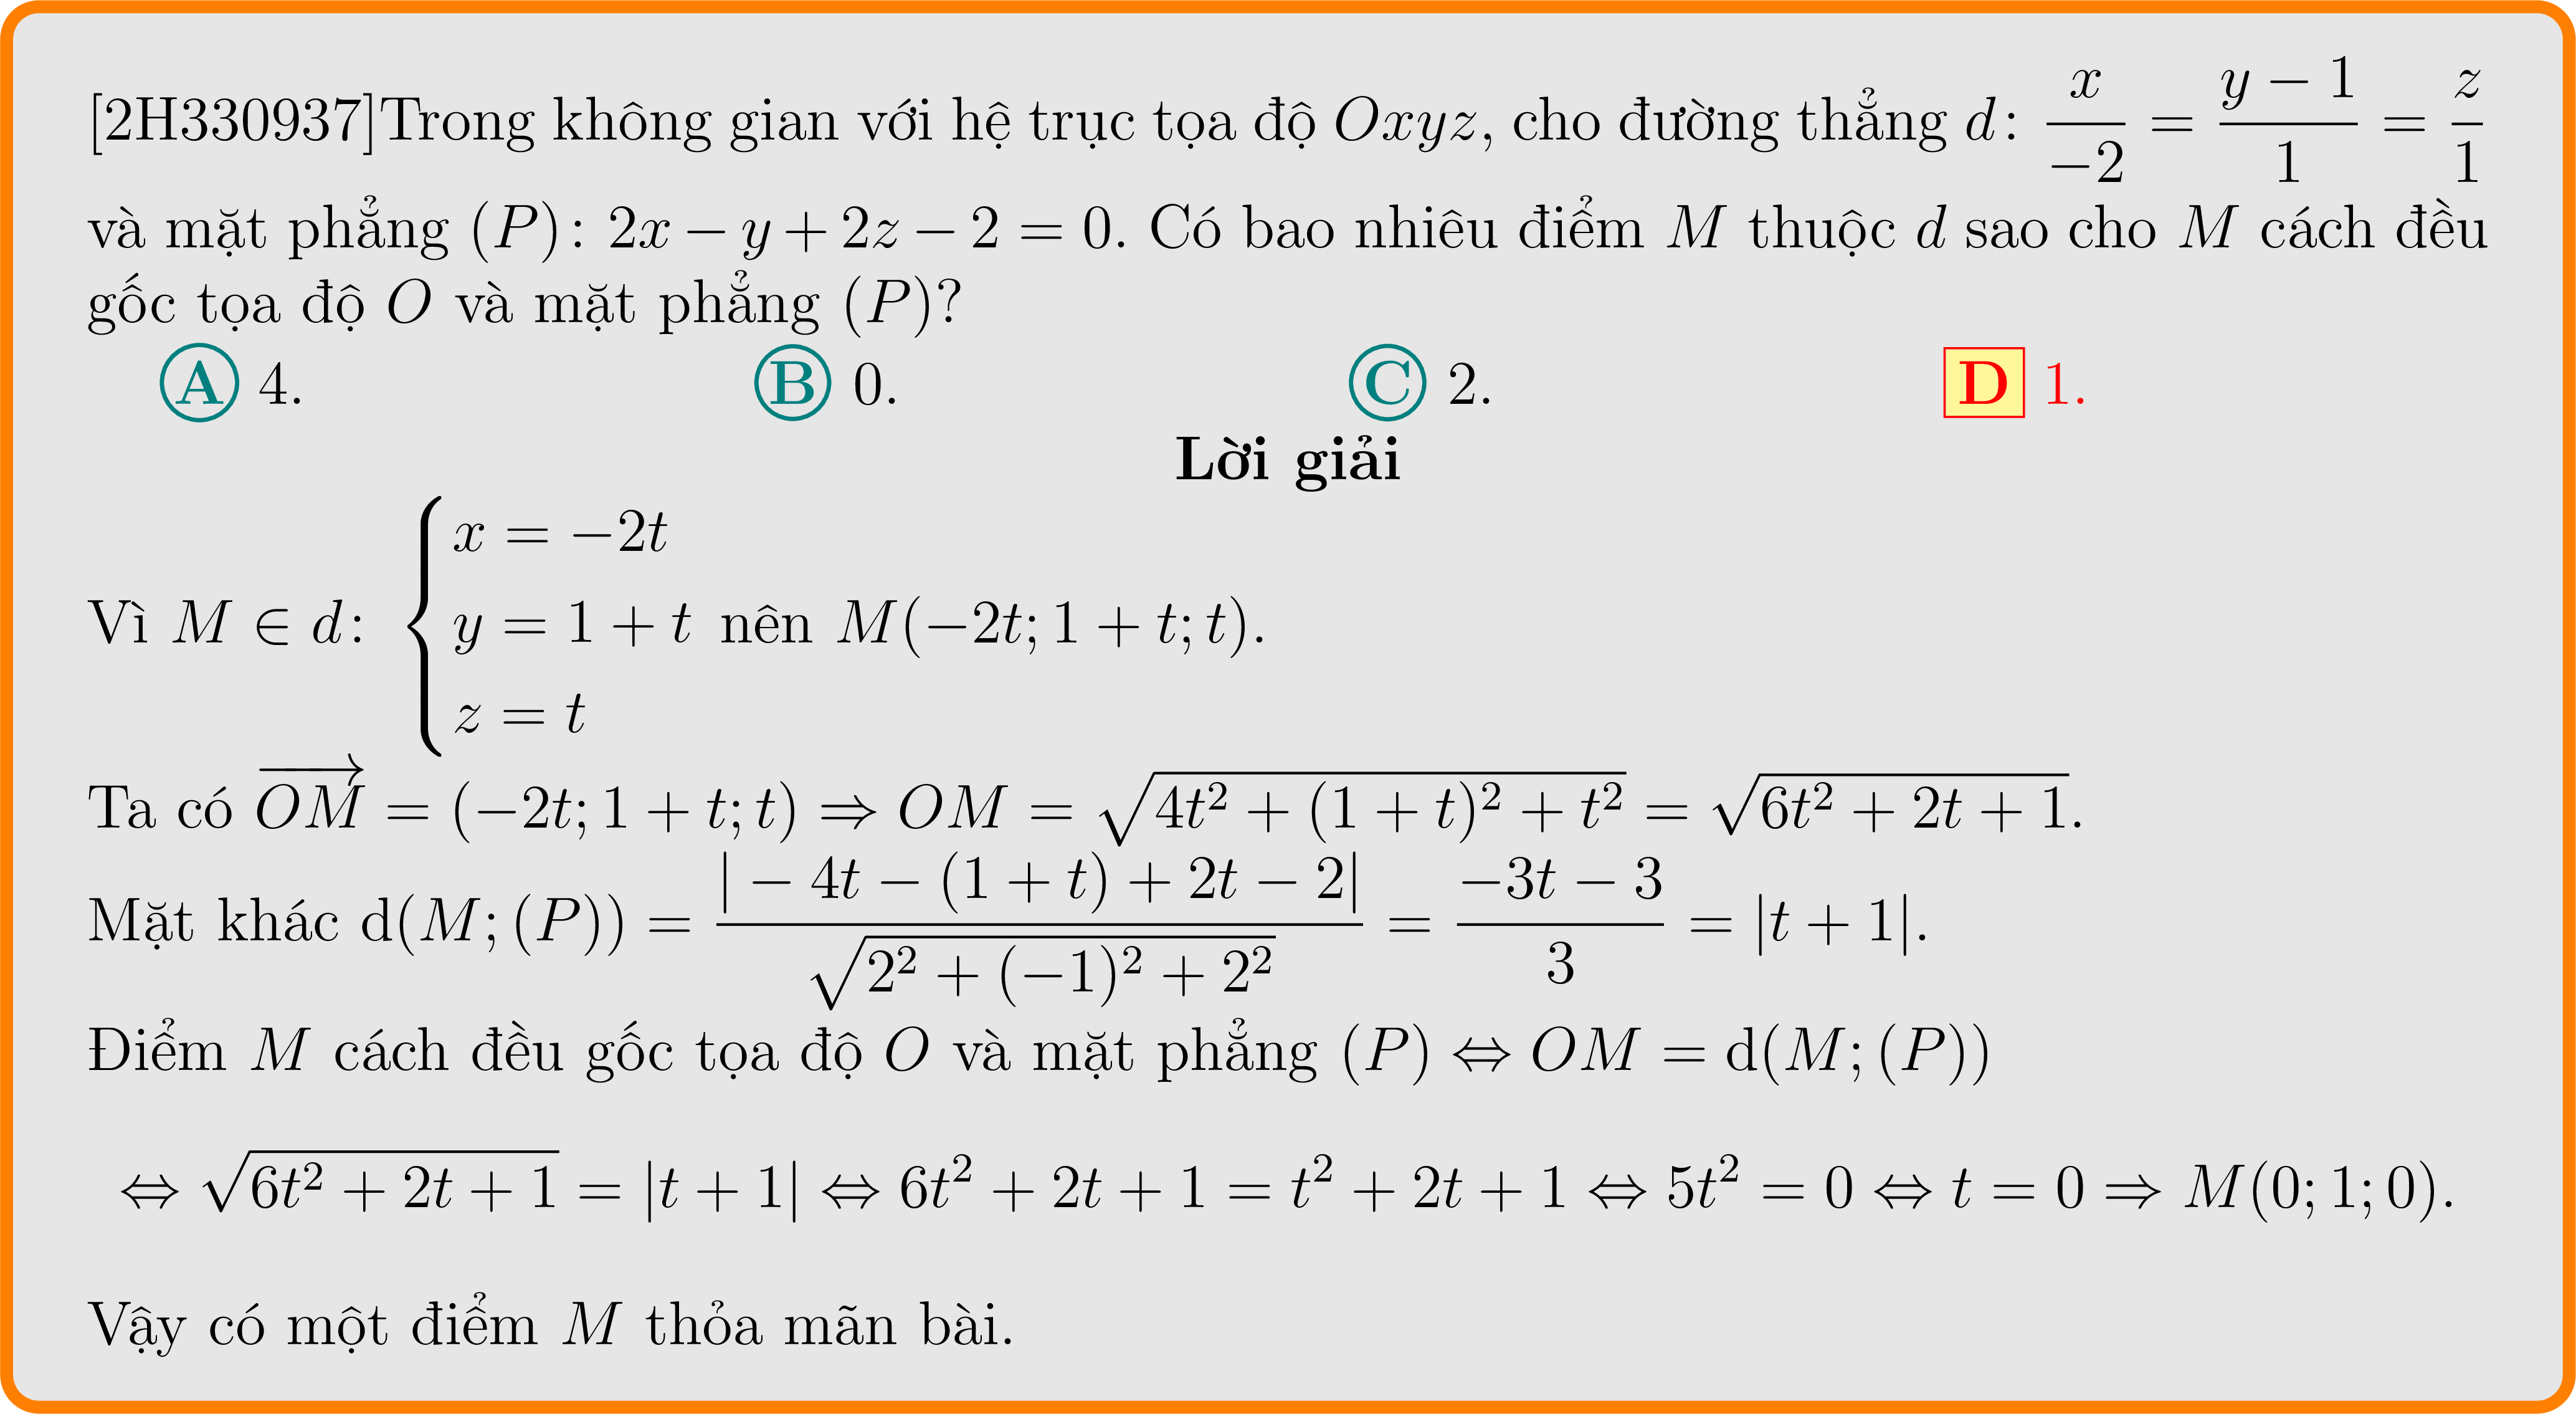 [2H330937]Trong không gian với hệ trục tọa độ $Oxyz$, cho đường thẳng $d\colon \dfrac{x}{-2} = \dfrac{y-1}{1} = \dfrac{z}{1}$
và mặt phẳng $(P)\colon 2x - y + 2z - 2 = 0$. Có bao nhiêu điểm $M$ thuộc $d$ sao cho $M$ cách đều
gốc tọa độ $O$ và mặt phẳng $(P)$?
A 4. B 0. C 2. D 1.
Lời giải
Vì $M \in d\colon \begin{cases} x = -2t \\ y = 1 + t \\ z = t \end{cases}$ nên $M(-2t; 1 + t; t)$.
Ta có $\overrightarrow{OM} = (-2t; 1 + t; t) \Rightarrow OM = \sqrt{4t^2 + (1 + t)^2 + t^2} = \sqrt{6t^2 + 2t + 1}$.
Mặt khác $\mathrm{d}(M; (P)) = \dfrac{|-4t - (1 + t) + 2t - 2|}{\sqrt{2^2 + (-1)^2 + 2^2}} = \dfrac{-3t - 3}{3} = |t + 1|$.
Điểm $M$ cách đều gốc tọa độ $O$ và mặt phẳng $(P) \Leftrightarrow OM = \mathrm{d}(M; (P))$
$\Leftrightarrow \sqrt{6t^2 + 2t + 1} = |t + 1| \Leftrightarrow 6t^2 + 2t + 1 = t^2 + 2t + 1 \Leftrightarrow 5t^2 = 0 \Leftrightarrow t = 0 \Rightarrow M(0; 1; 0)$.
Vậy có một điểm $M$ thỏa mãn bài.